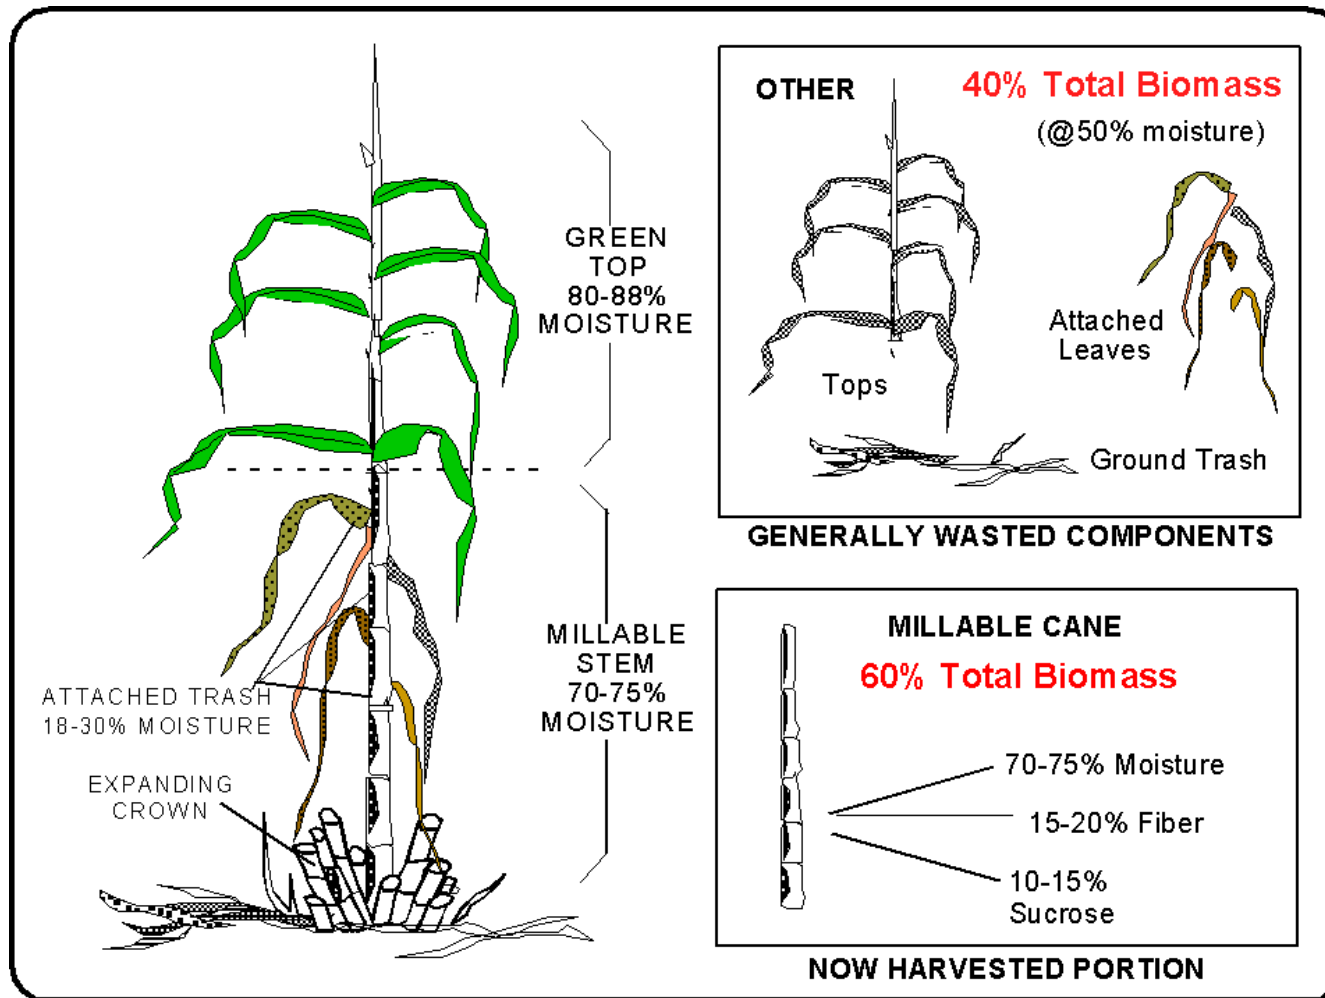 GREEN
TOP
80-88%
MOISTURE
MILLABLE
STEM
70-75%
MOISTURE
ATTACHED TRASH
18-30% MOISTURE
EXPANDING
CROWN
OTHER
40% Total Biomass
(@50% moisture)
Attached
Leaves
Tops
Ground Trash
GENERALLY WASTED COMPONENTS
MILLABLE CANE
60% Total Biomass
70-75% Moisture
15-20% Fiber
10-15%
Sucrose
NOW HARVESTED PORTION